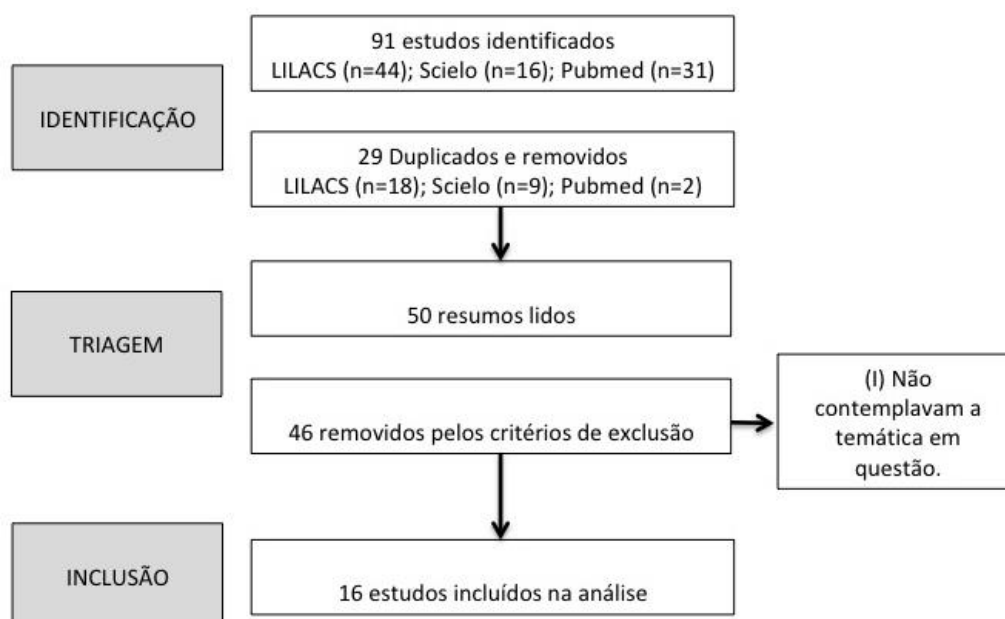 91 estudos identificados
LILACS (n=44); Scielo (n=16); Pubmed (n=31)
IDENTIFICAÇÃO
29 Duplicados e removidos
LILACS (n=18); Scielo (n=9); Pubmed (n=2)
50 resumos lidos
TRIAGEM
46 removidos pelos critérios de exclusão
(I) Não
contemplavam a
temática em
questão.
INCLUSÃO
16 estudos incluídos na análise